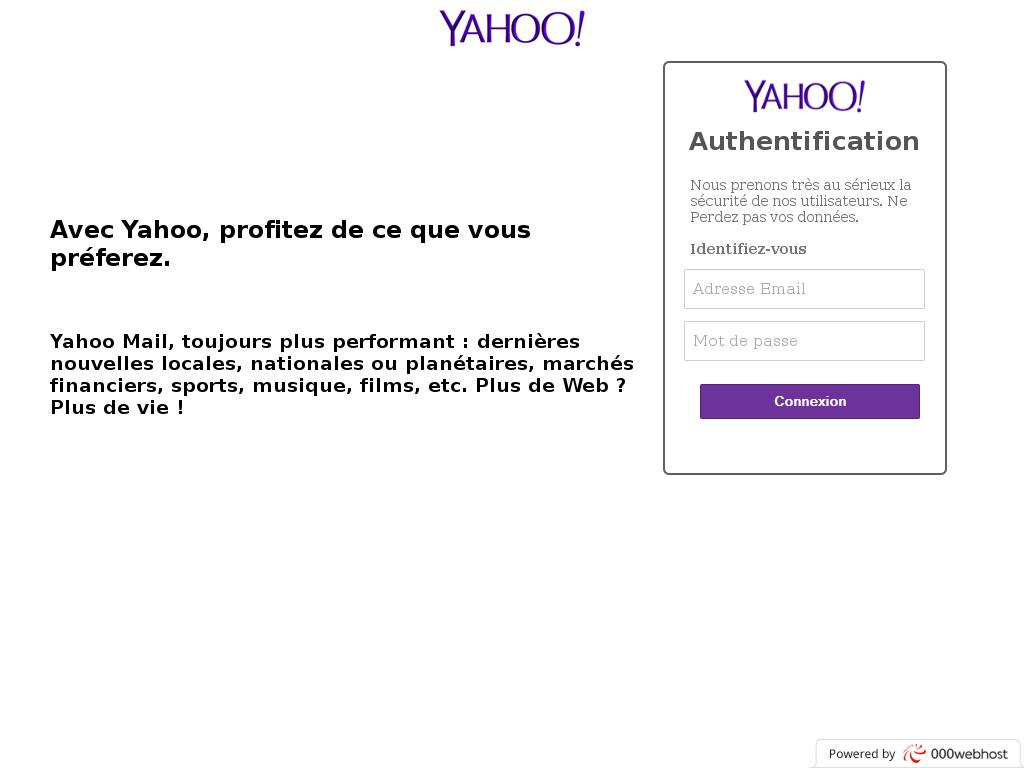 YAHOO!
YAHOO!
Authentification
Nous prenons très au sérieux la
sécurité de nos utilisateurs. Ne
Perdez pas vos données.
Identifiez-vous
Adresse Email
Mot de passe
Connexion
Avec Yahoo, profitez de ce que vous
préferez.
Yahoo Mail, toujours plus performant : dernières
nouvelles locales, nationales ou planétaires, marchés
financiers, sports, musique, films, etc. Plus de Web ?
Plus de vie !
Powered by 000webhost